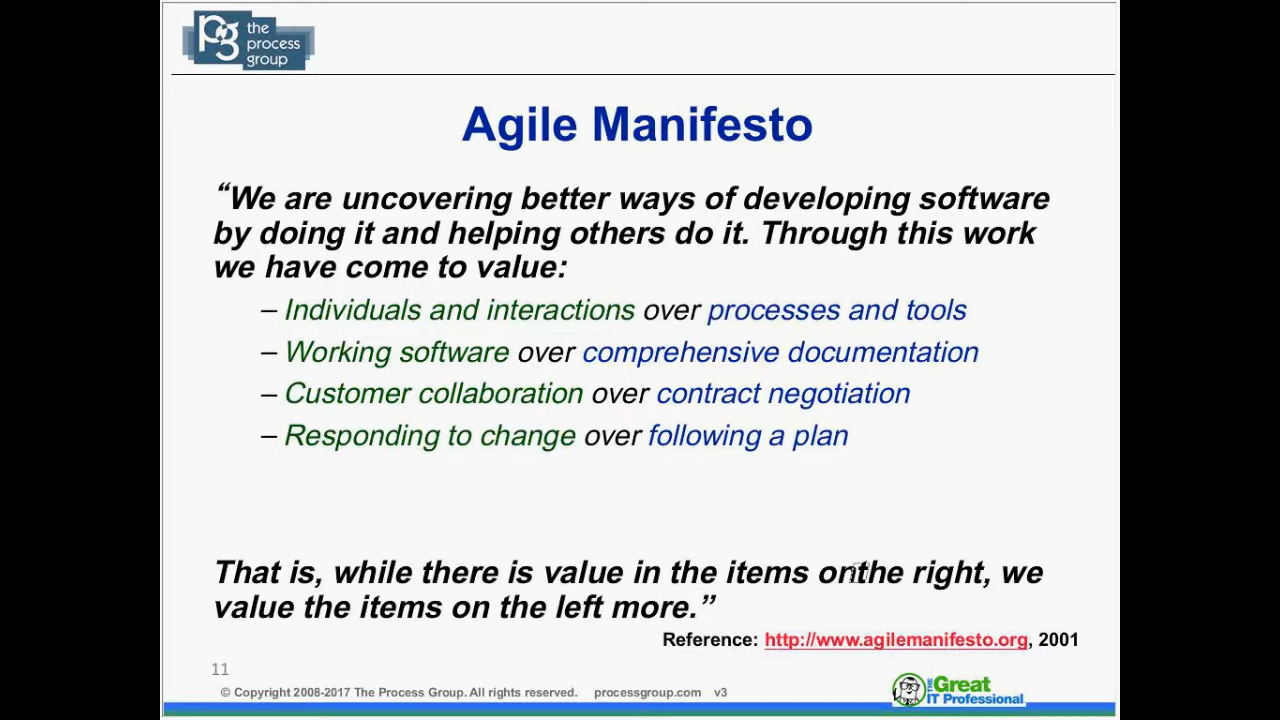 pg the
process
group
Agile Manifesto
“We are uncovering better ways of developing software
by doing it and helping others do it. Through this work
we have come to value:
– Individuals and interactions over processes and tools
– Working software over comprehensive documentation
– Customer collaboration over contract negotiation
– Responding to change over following a plan
That is, while there is value in the items on the right, we
value the items on the left more.”
Reference: http://www.agilemanifesto.org, 2001
11
© Copyright 2008-2017 The Process Group. All rights reserved. processgroup.com v3
THE Great
IT Professional